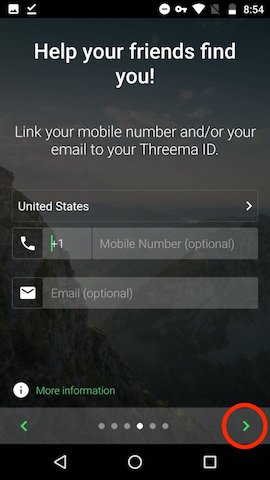 8:54
Help your friends find
you!
Link your mobile number and/or your
email to your Threema ID.
United States
+1 Mobile Number (optional)
Email (optional)
More information